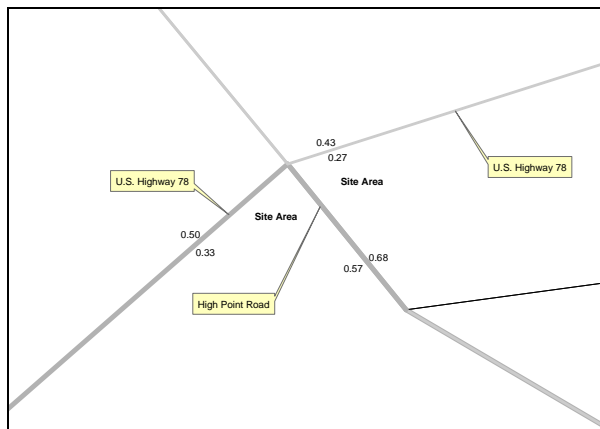 0.43
0.27
U.S. Highway 78
Site Area
U.S. Highway 78
Site Area
0.50
0.33
0.68
0.57
High Point Road